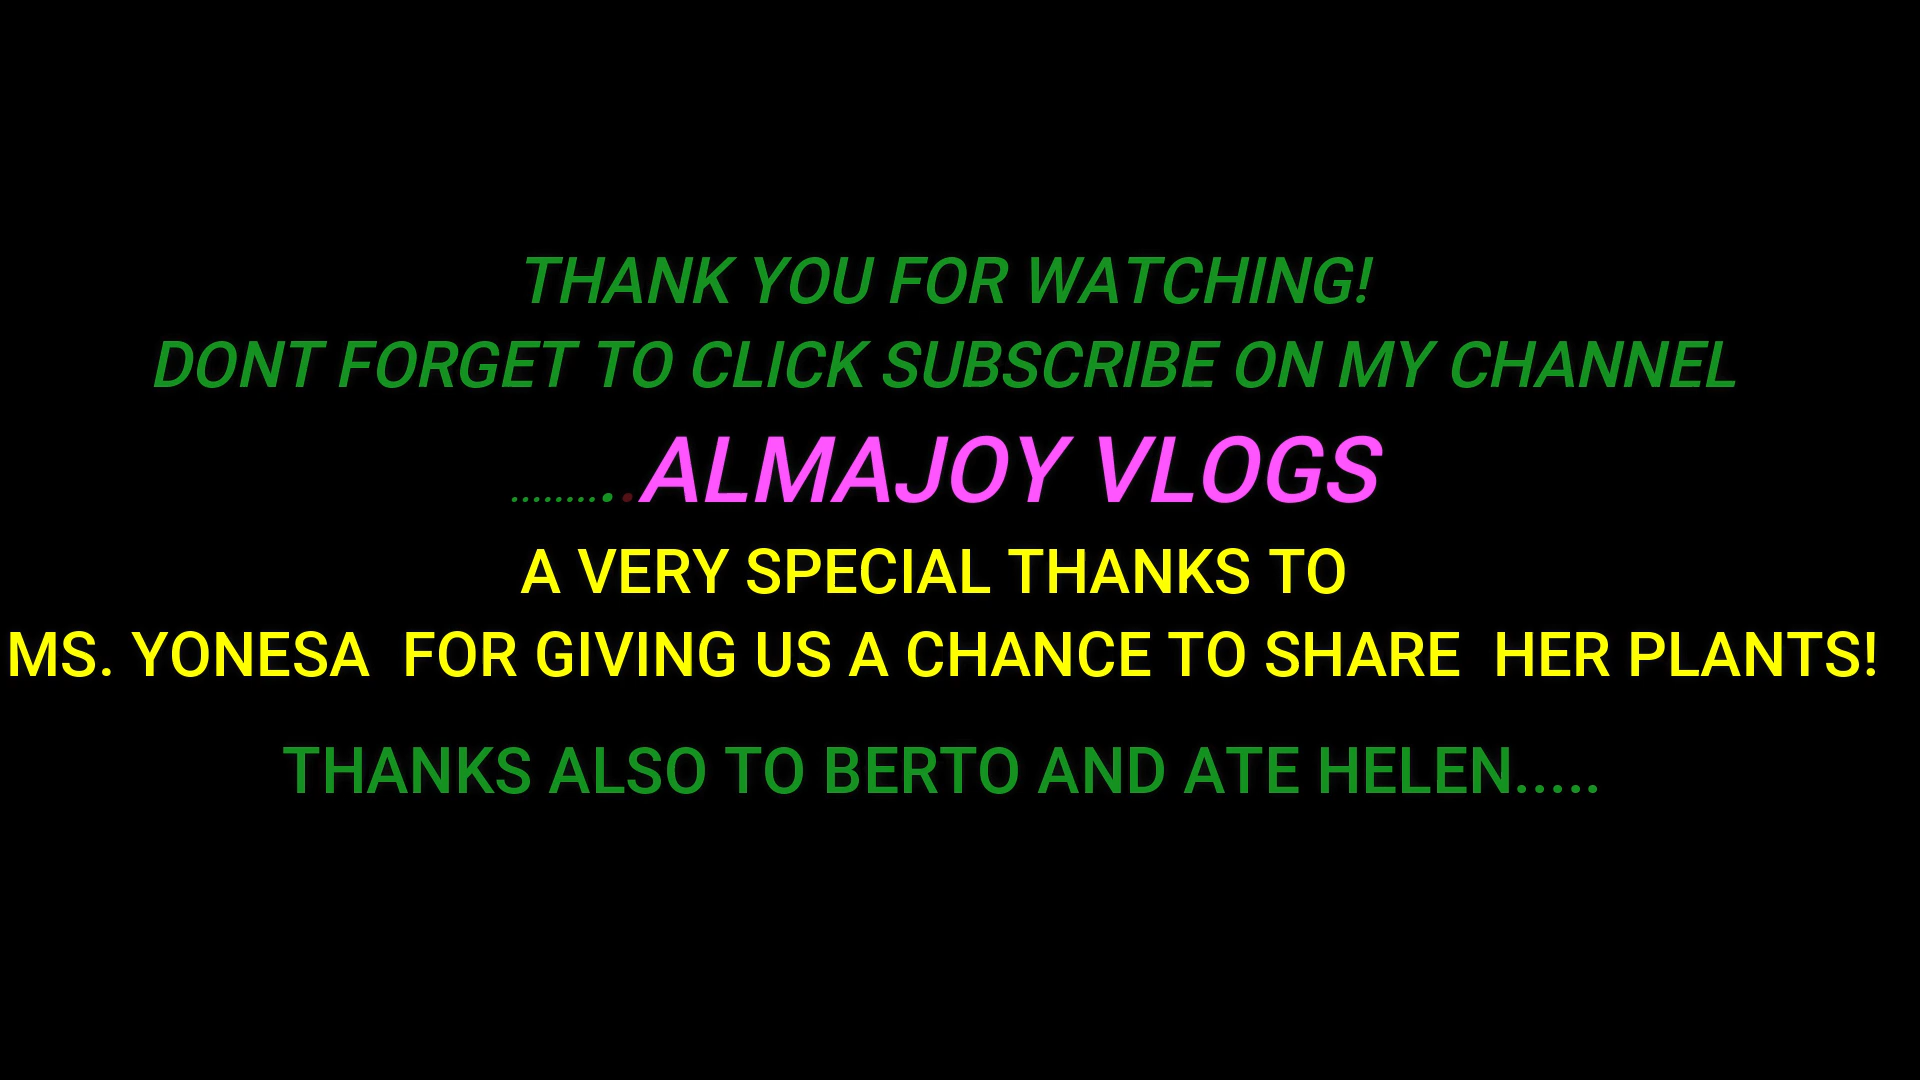 THANK YOU FOR WATCHING!
DONT FORGET TO CLICK SUBSCRIBE ON MY CHANNEL
..........ALMAJOY VLOGS
A VERY SPECIAL THANKS TO
MS. YONESA  FOR GIVING US A CHANCE TO SHARE  HER PLANTS!
THANKS ALSO TO BERTO AND ATE HELEN.....